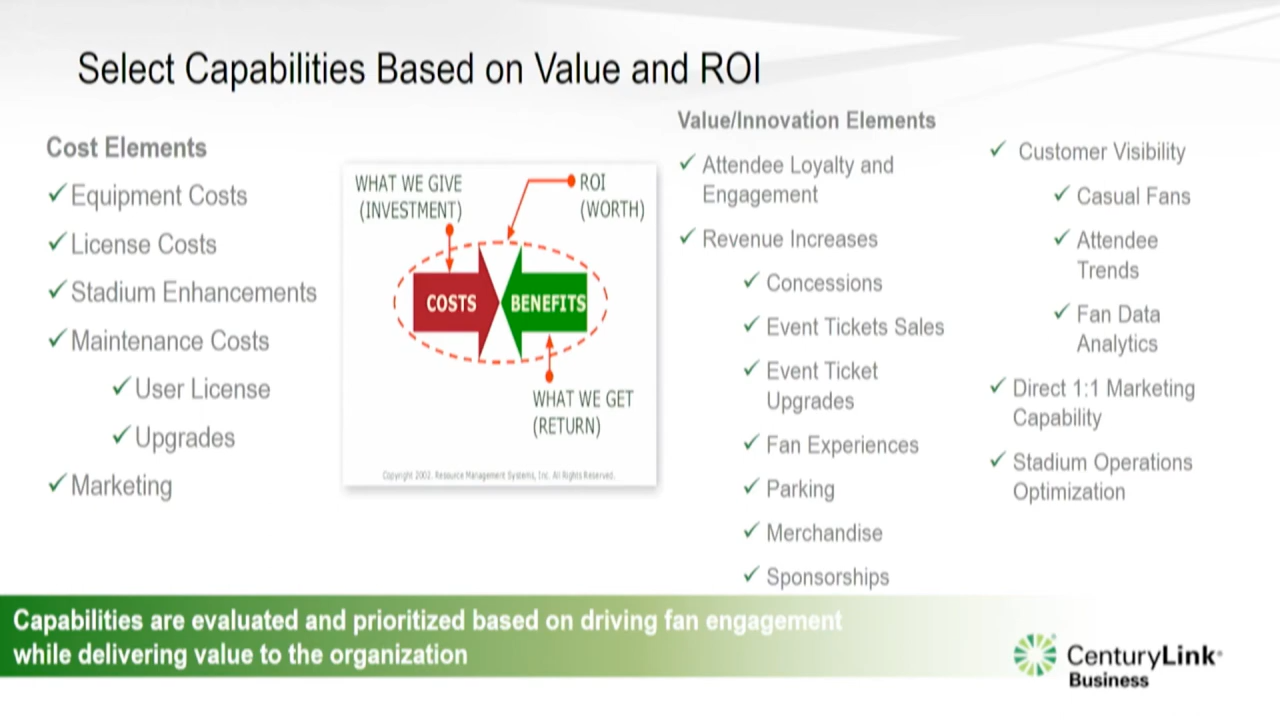 Select Capabilities Based on Value and ROI
Cost Elements
Equipment Costs
License Costs
Stadium Enhancements
Maintenance Costs
User License
Upgrades
Marketing
WHAT WE GIVE
(INVESTMENT)
ROI
(WORTH)
COSTS
BENEFITS
WHAT WE GET
(RETURN)
Copyright 2002. Resource Management Systems, Inc. All Rights Reserved.
Value/Innovation Elements
Attendee Loyalty and
Engagement
Revenue Increases
Concessions
Event Tickets Sales
Event Ticket
Upgrades
Fan Experiences
Parking
Merchandise
Sponsorships
Customer Visibility
Casual Fans
Attendee
Trends
Fan Data
Analytics
Direct 1:1 Marketing
Capability
Stadium Operations
Optimization
Capabilities are evaluated and prioritized based on driving fan engagement
while delivering value to the organization
CenturyLink®
Business